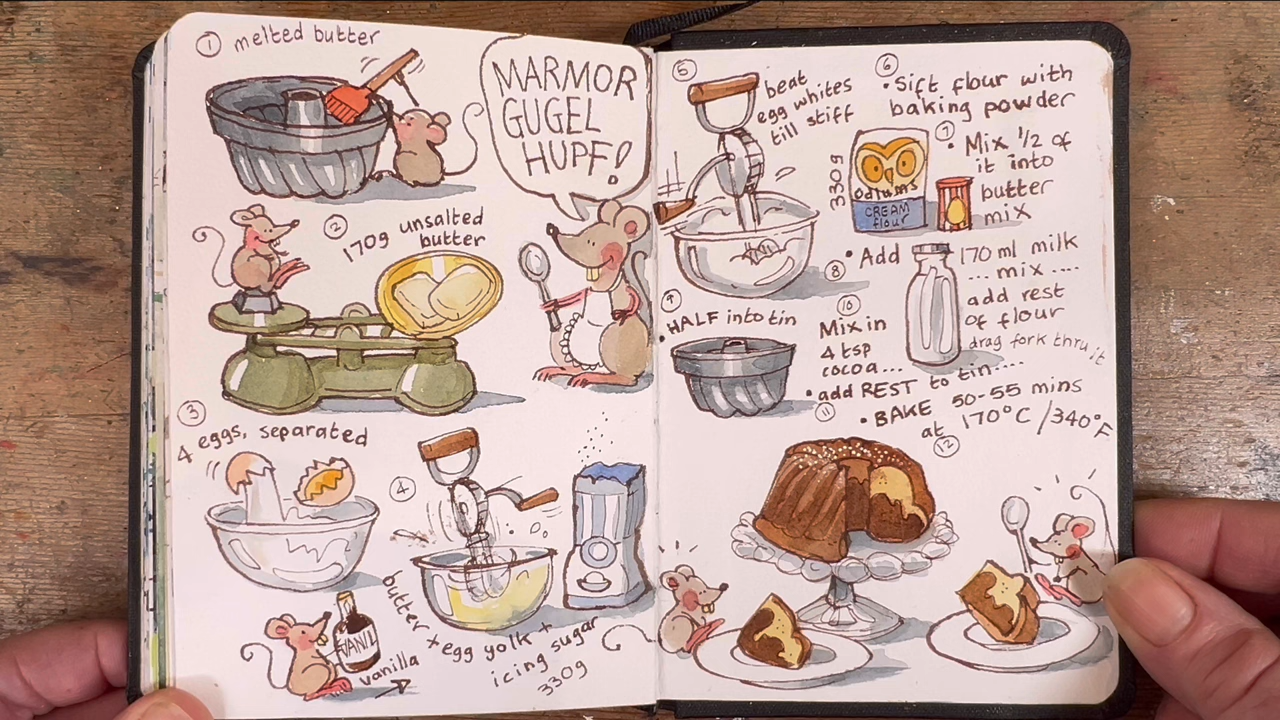 1 melted butter
MARMOR
GUGEL
HUPF!
2
170g unsalted
butter
3
4 eggs, separated
4
butter + egg yolk +
icing sugar
330g
VANIL
vanilla
5
beat
egg whites
till stiff
6
• Sift flour with
baking powder
330g
odlums
CREAM
flour
7
• Mix 1/2 of
it into
butter
mix
8
• Add 170 ml milk
... mix ....
add rest
of flour
9
• HALF into tin
10
Mix in
4 tsp
cocoa...
drag fork thru it
• add REST to tin....
11
• BAKE 50-55 mins
at 170°C / 340°F
12